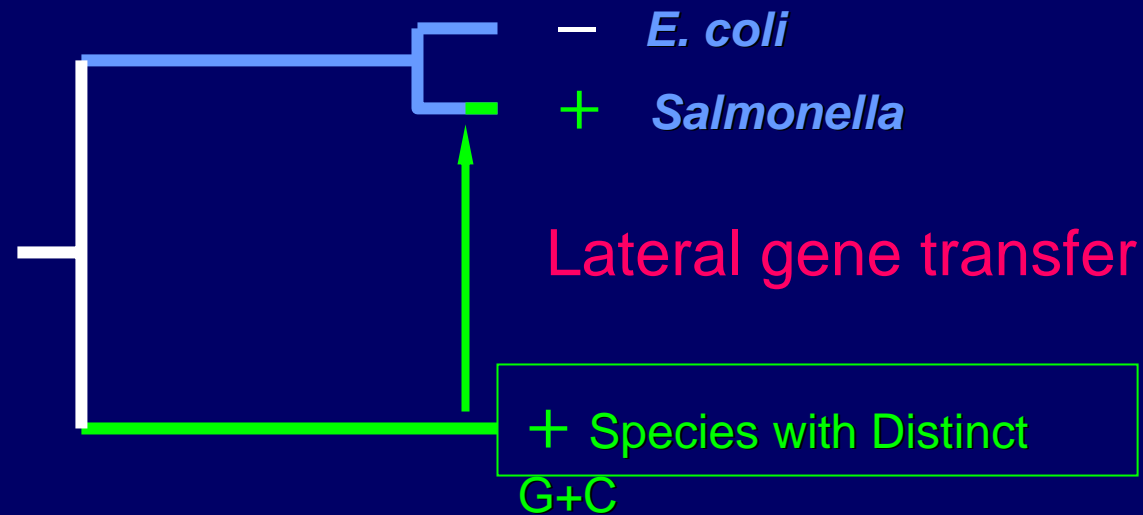 — E. coli
+ Salmonella
Lateral gene transfer
+ Species with Distinct
G+C